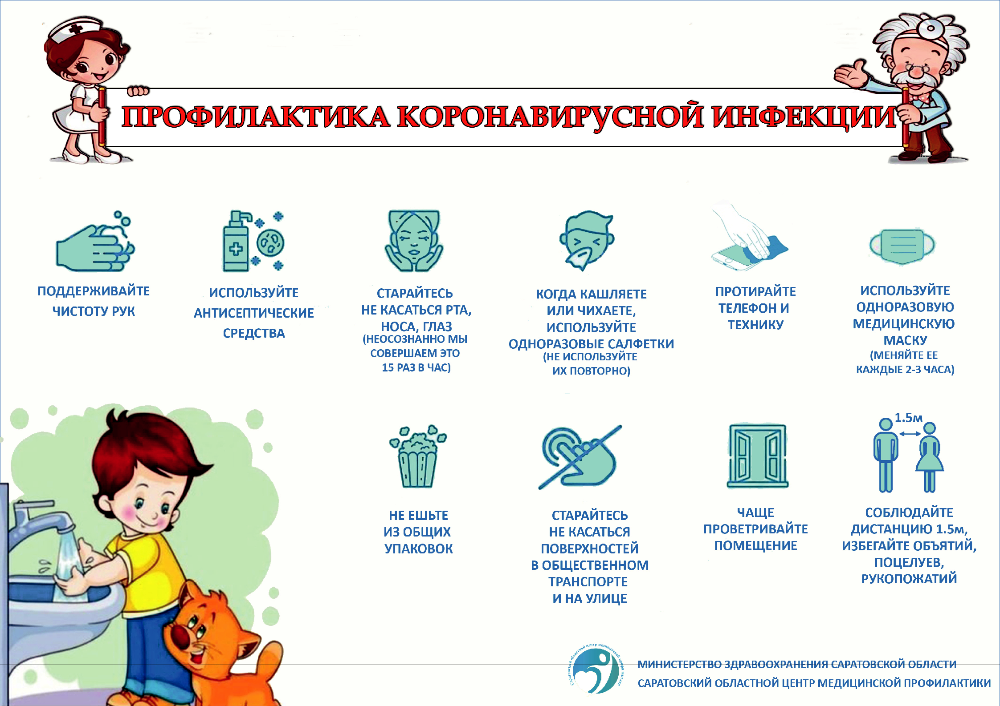 ПРОФИЛАКТИКА КОРОНАВИРУСНОЙ ИНФЕКЦИИ
ПОДДЕРЖИВАЙТЕ
ЧИСТОТУ РУК
ИСПОЛЬЗУЙТЕ
АНТИСЕПТИЧЕСКИЕ
СРЕДСТВА
СТАРАЙТЕСЬ
НЕ КАСАТЬСЯ РТА,
НОСА, ГЛАЗ
(НЕОСОЗНАННО МЫ
СОВЕРШАЕМ ЭТО
15 РАЗ В ЧАС)
КОГДА КАШЛЯЕТЕ
ИЛИ ЧИХАЕТЕ,
ИСПОЛЬЗУЙТЕ
ОДНОРАЗОВЫЕ САЛФЕТКИ
(НЕ ИСПОЛЬЗУЙТЕ
ИХ ПОВТОРНО)
ПРОТИРАЙТЕ
ТЕЛЕФОН И
ТЕХНИКУ
ИСПОЛЬЗУЙТЕ
ОДНОРАЗОВУЮ
МЕДИЦИНСКУЮ
МАСКУ
(МЕНЯЙТЕ ЕЕ
КАЖДЫЕ 2-3 ЧАСА)
НЕ ЕШЬТЕ
ИЗ ОБЩИХ
УПАКОВОК
СТАРАЙТЕСЬ
НЕ КАСАТЬСЯ
ПОВЕРХНОСТЕЙ
В ОБЩЕСТВЕННОМ
ТРАНСПОРТЕ
И НА УЛИЦЕ
ЧАЩЕ
ПРОВЕТРИВАЙТЕ
ПОМЕЩЕНИЕ
1.5м
СОБЛЮДАЙТЕ
ДИСТАНЦИЮ 1.5м,
ИЗБЕГАЙТЕ ОБЪЯТИЙ,
ПОЦЕЛУЕВ,
РУКОПОЖАТИЙ
Саратовский областной центр медицинской профилактики
МИНИСТЕРСТВО ЗДРАВООХРАНЕНИЯ САРАТОВСКОЙ ОБЛАСТИ
САРАТОВСКИЙ ОБЛАСТНОЙ ЦЕНТР МЕДИЦИНСКОЙ ПРОФИЛАКТИКИ